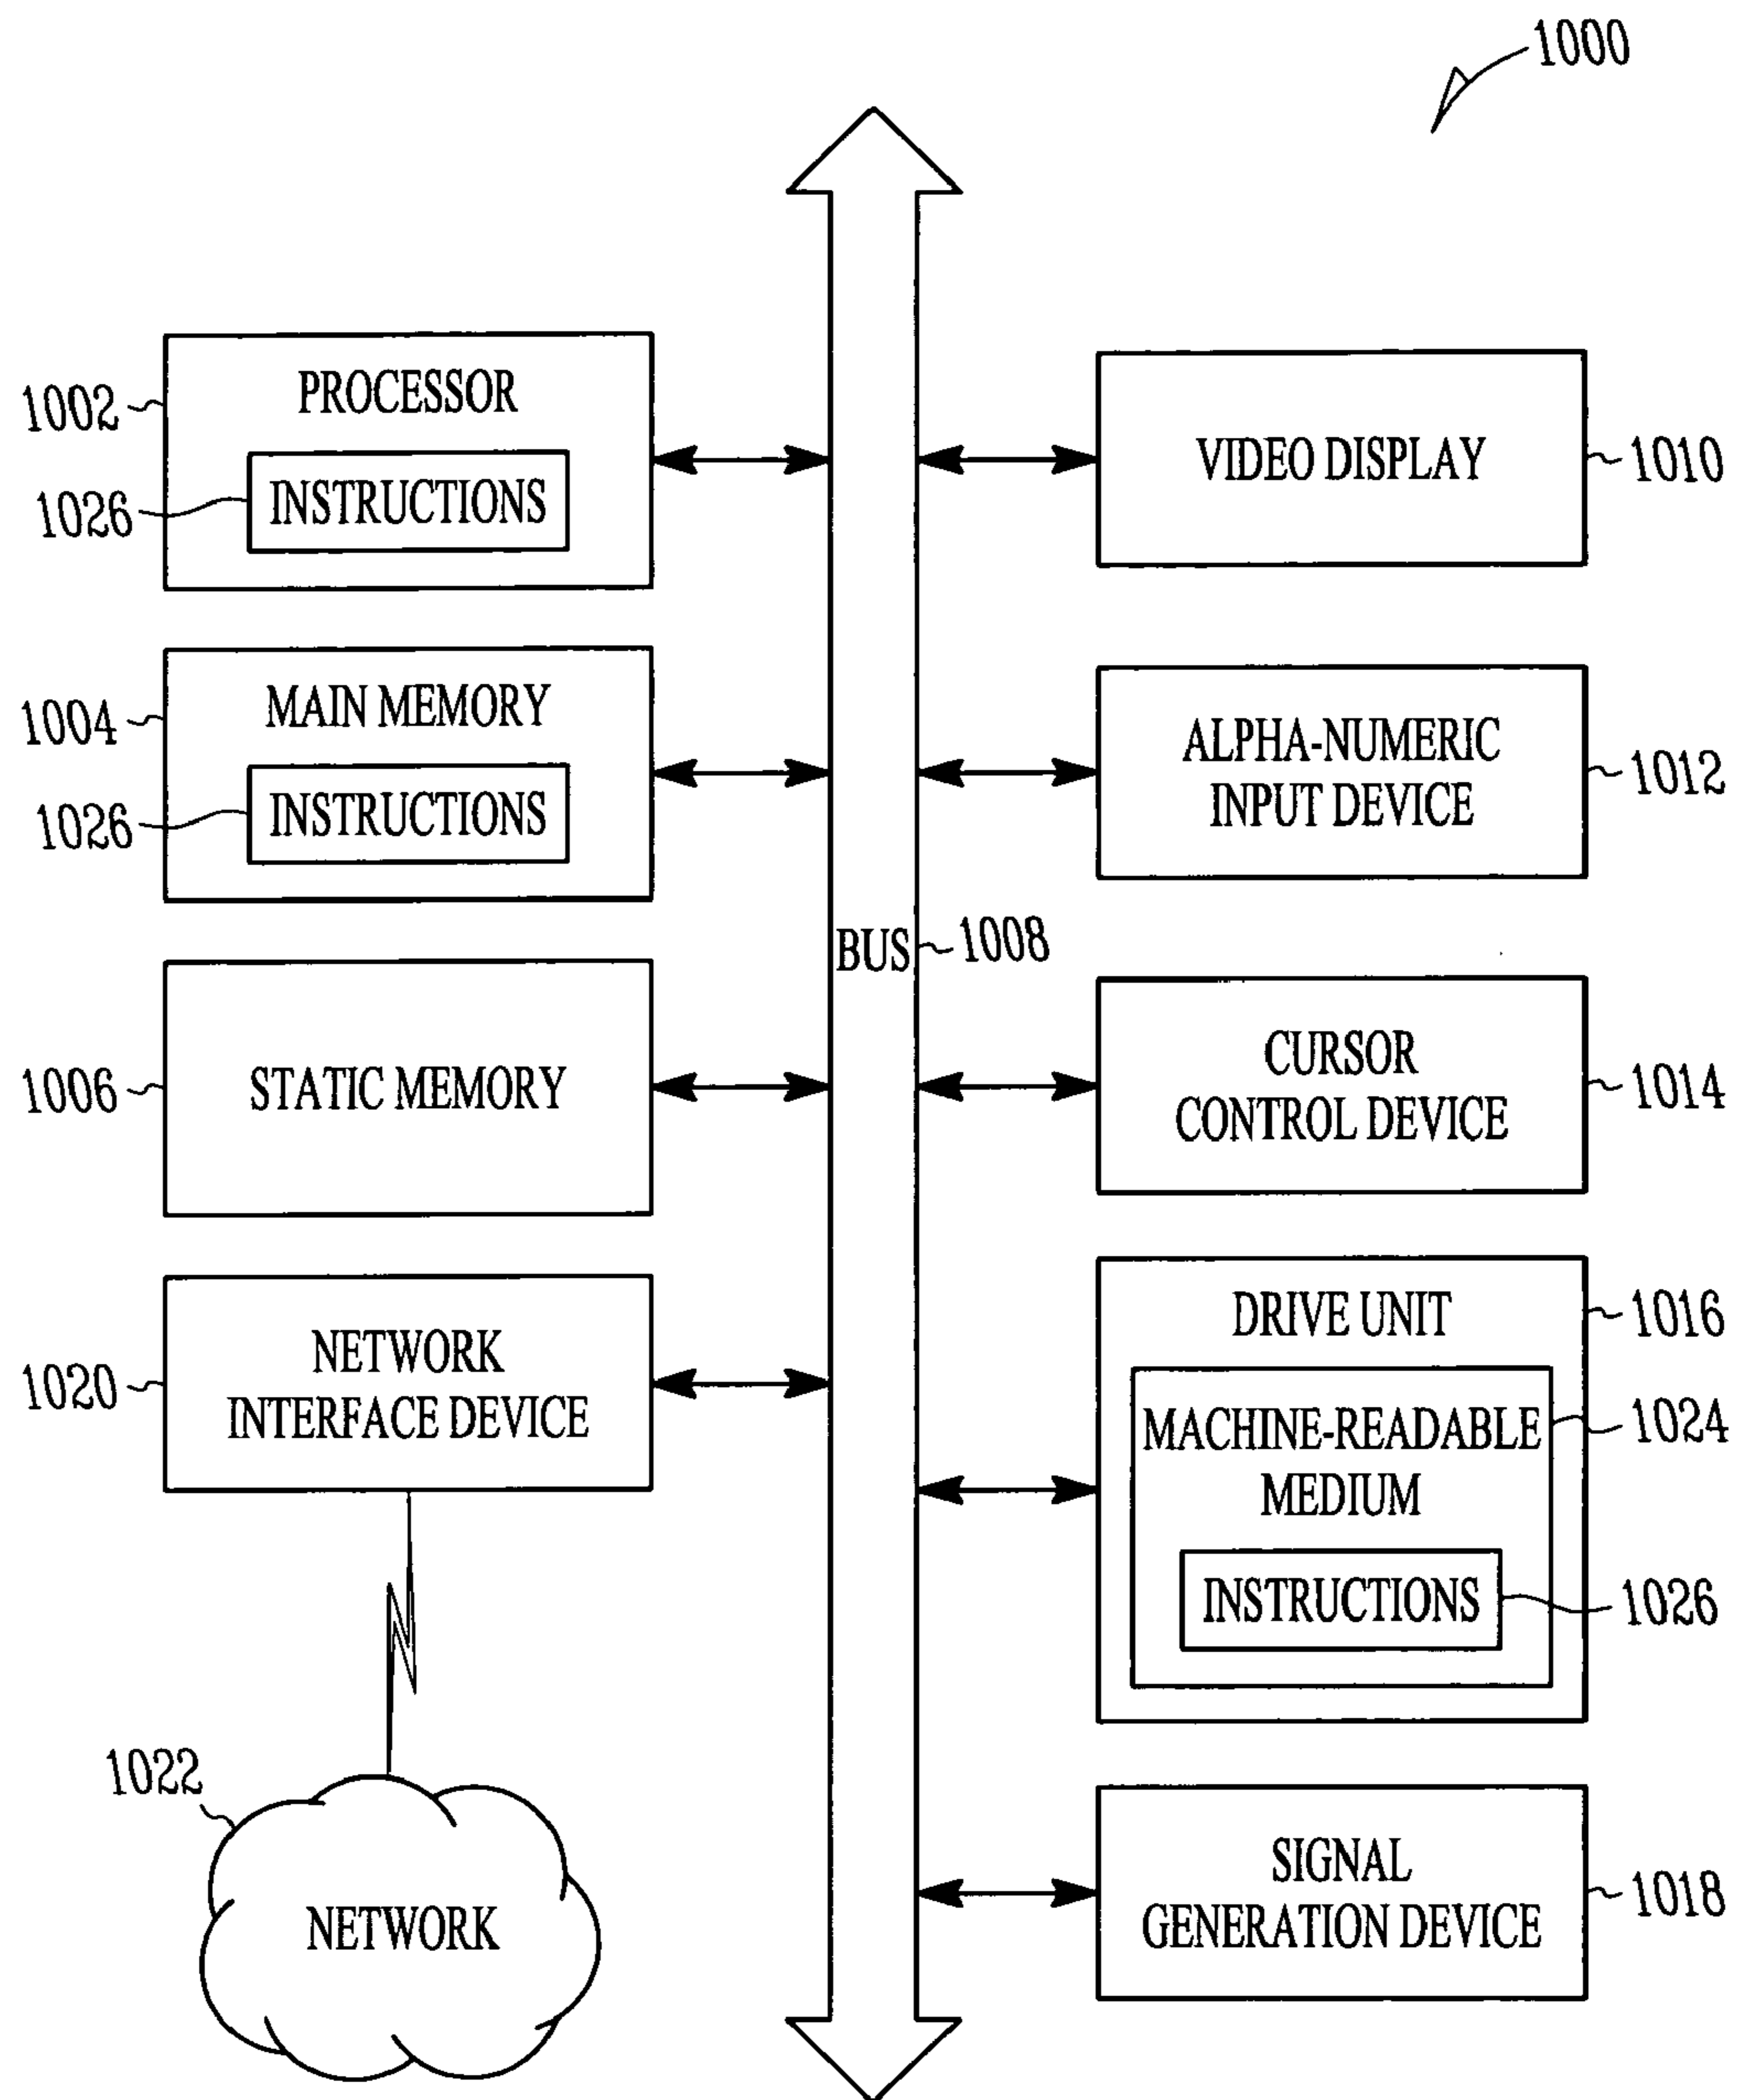 1000
1002
PROCESSOR
1026
INSTRUCTIONS
1004
MAIN MEMORY
1026
INSTRUCTIONS
1006
STATIC MEMORY
1020
NETWORK
INTERFACE DEVICE
1022
NETWORK
BUS
1008
VIDEO DISPLAY
1010
ALPHA-NUMERIC
INPUT DEVICE
1012
CURSOR
CONTROL DEVICE
1014
DRIVE UNIT
1016
MACHINE-READABLE
MEDIUM
1024
INSTRUCTIONS
1026
SIGNAL
GENERATION DEVICE
1018